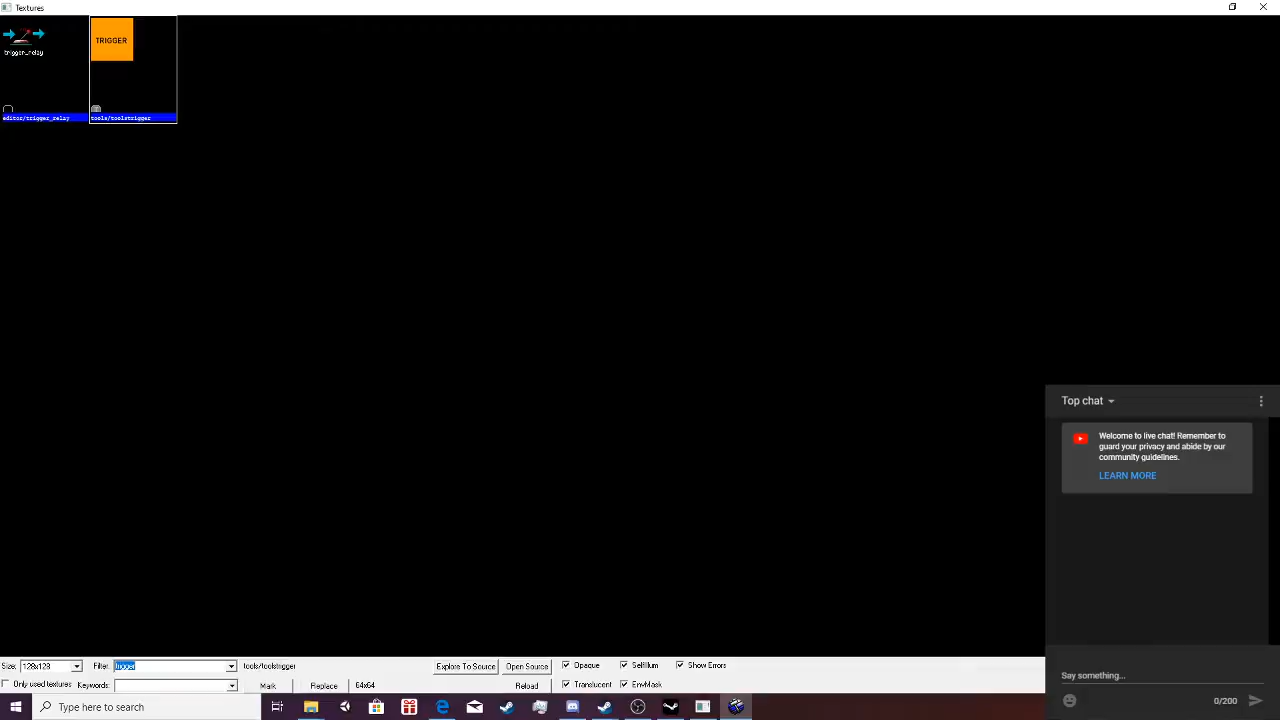 Textures
trigger_relay
TRIGGER
editor/trigger_relay
tools/toolstrigger
Top chat
Welcome to live chat! Remember to
guard your privacy and abide by our
community guidelines.
LEARN MORE
Say something...
0/200
Size: 128x128 Filter: trigger tools/toolstrigger Explore To Source Open Source Opaque SelfIllum Show Errors
Only used textures Keywords: Mark Replace 64x64 Reload Translucent EnvMask
Type here to search